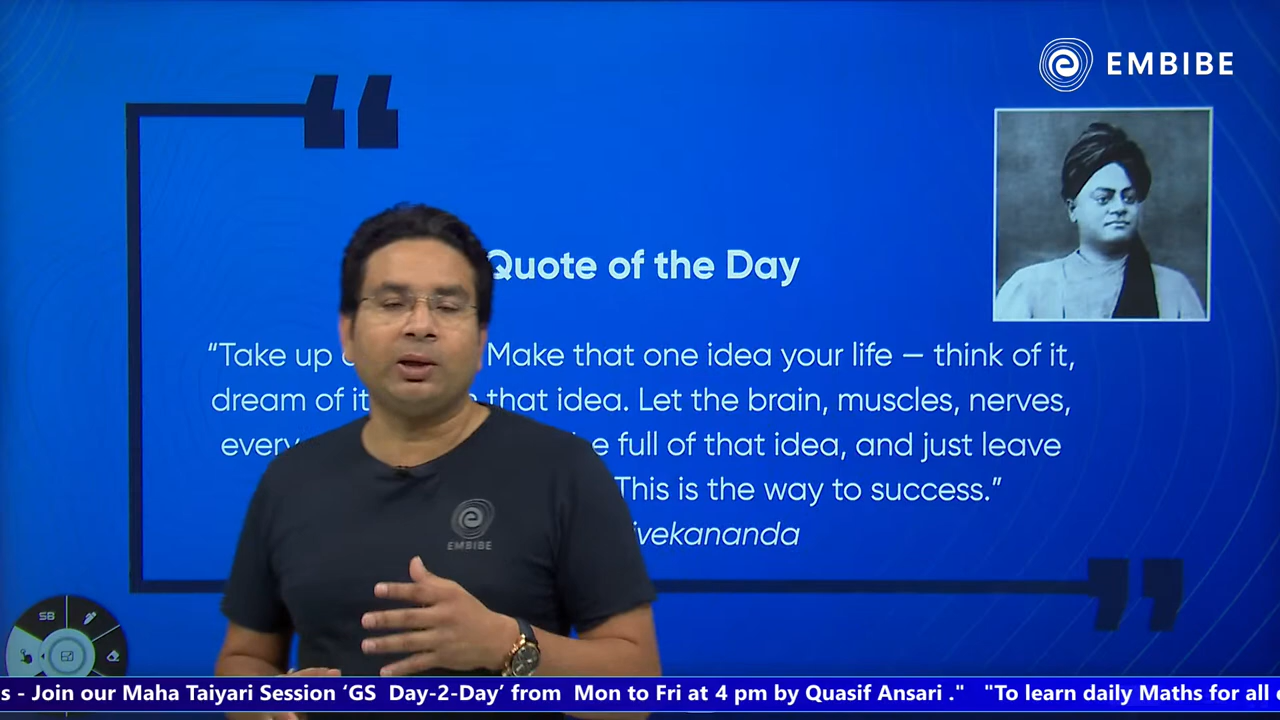 EMBIBE
Quote of the Day
“Take up Make that one idea your life — think of it,
dream of it that idea. Let the brain, muscles, nerves,
every full of that idea, and just leave
This is the way to success.”
ivekananda
EMBIBE
SB
s - Join our Maha Taiyari Session ‘GS Day-2-Day’ from Mon to Fri at 4 pm by Quasif Ansari ." "To learn daily Maths for all